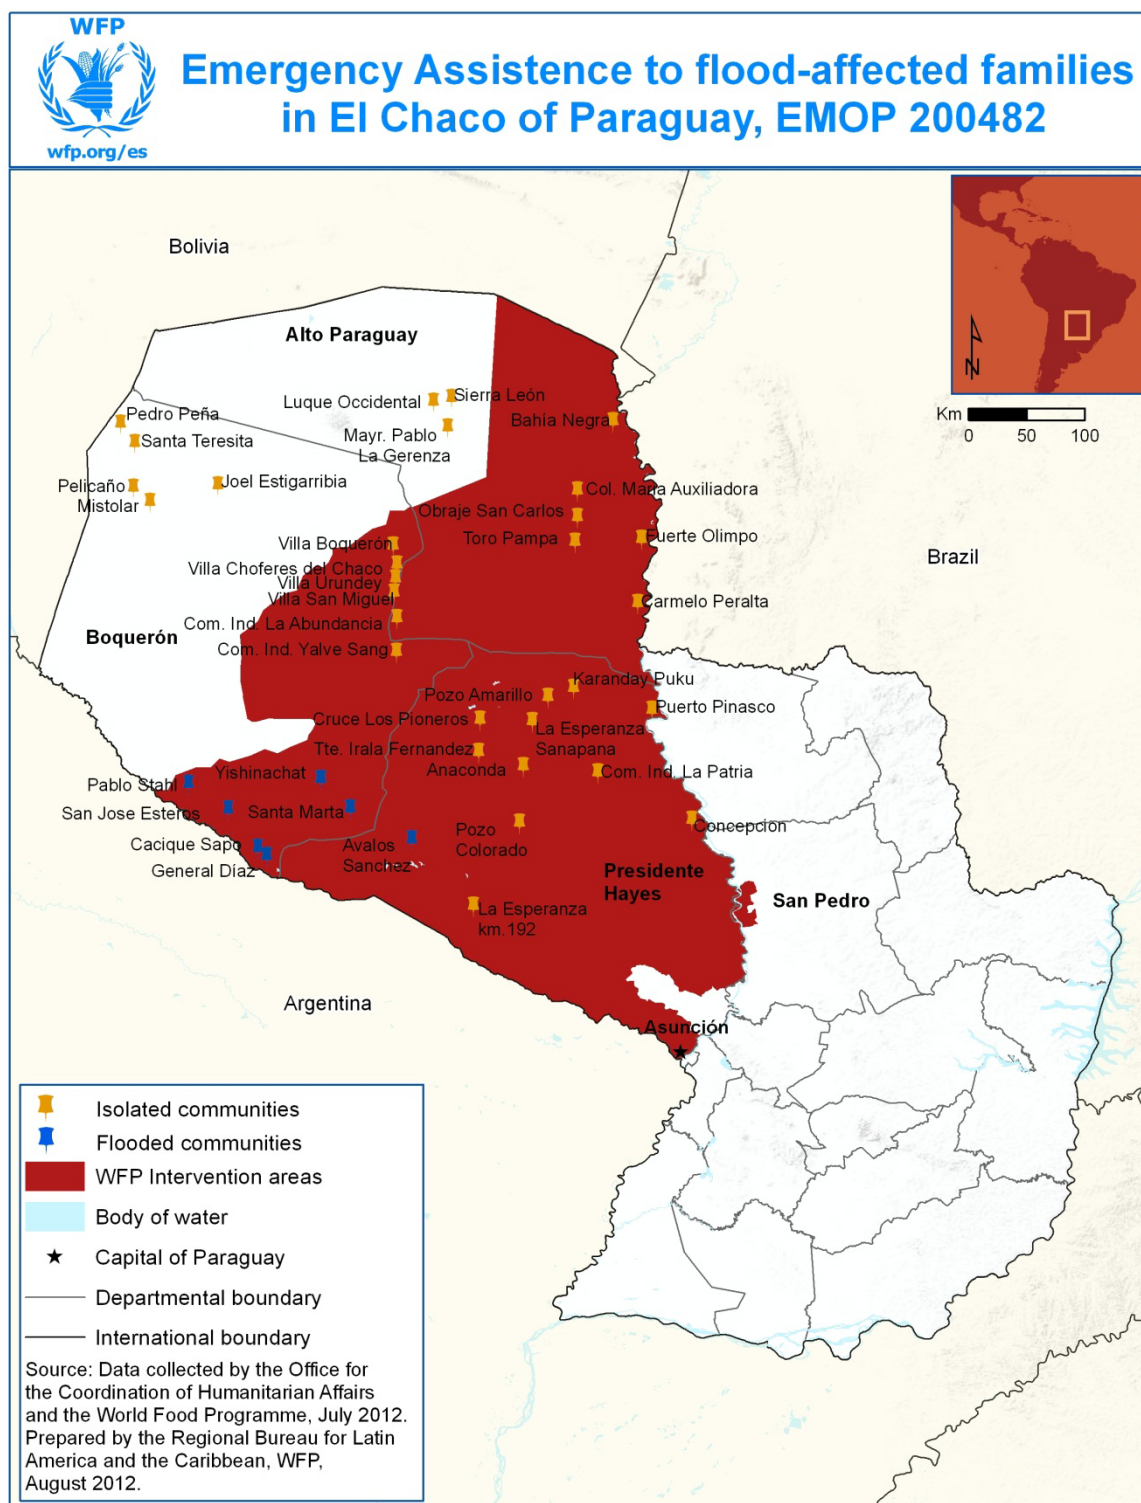 WFP
wfp.org/es
Emergency Assistence to flood-affected families
in El Chaco of Paraguay, EMOP 200482
Bolivia
Alto Paraguay
Luque Occidental
Sierra León
Pedro Peña
Santa Teresita
Mayr. Pablo
La Gerenza
Bahía Negra
Km
0 50 100
N
Pelicaño
Mistolar
Joel Estigarribia
Col. María Auxiliadora
Obraje San Carlos
Toro Pampa
Fuerte Olimpo
Villa Boquerón
Villa Choferes del Chaco
Villa Urundey
Villa San Miguel
Brazil
Carmelo Peralta
Com. Ind. La Abundancia
Boquerón
Com. Ind. Yalve Sang
Karanday Puku
Pozo Amarillo
Puerto Pinasco
Cruce Los Pioneros
La Esperanza
Sanapana
Tte. Irala Fernandez
Anaconda
Com. Ind. La Patria
Yishinachat
Pablo Stahl
San Jose Esteros
Santa Marta
Concepcion
Pozo
Colorado
Cacique Sapo
Avalos
Sanchez
General Díaz
Presidente
Hayes
San Pedro
La Esperanza
km.192
Argentina
Asunción
Isolated communities
Flooded communities
WFP Intervention areas
Body of water
Capital of Paraguay
Departmental boundary
International boundary
Source: Data collected by the Office for
the Coordination of Humanitarian Affairs
and the World Food Programme, July 2012.
Prepared by the Regional Bureau for Latin
America and the Caribbean, WFP,
August 2012.